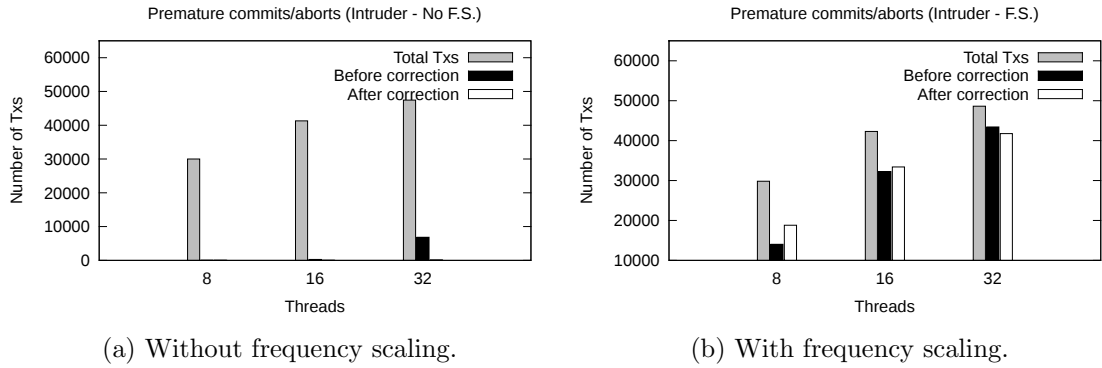 Premature commits/aborts (Intruder - No F.S.)
60000
50000
40000
30000
20000
10000
0
Number of Txs
Total Txs
Before correction
After correction
8
16
32
Threads
(a) Without frequency scaling.
Premature commits/aborts (Intruder - F.S.)
60000
50000
40000
30000
20000
10000
Number of Txs
Total Txs
Before correction
After correction
8
16
32
Threads
(b) With frequency scaling.